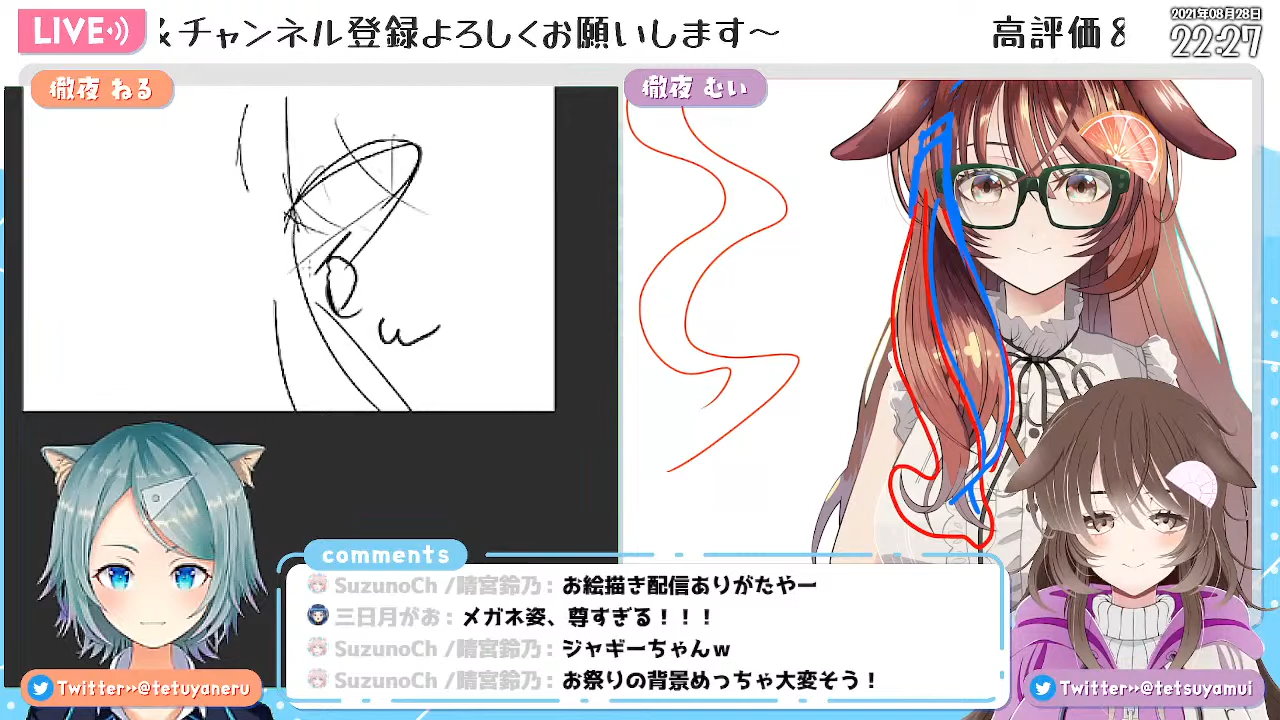 LIVE
チャンネル登録よろしくお願いします～
高評価８
2021年08月28日
22:27
徹夜 ねる
徹夜 むい
w
comments
SuzunoCh /晴宮鈴乃 : お絵描き配信ありがたやー
三日月がお : メガネ姿、尊すぎる！！！
SuzunoCh /晴宮鈴乃 : ジャギーちゃんw
SuzunoCh /晴宮鈴乃 : お祭りの背景めっちゃ大変そう！
Twitter>>@tetuyaneru
Twitter>>@tetsuyamui